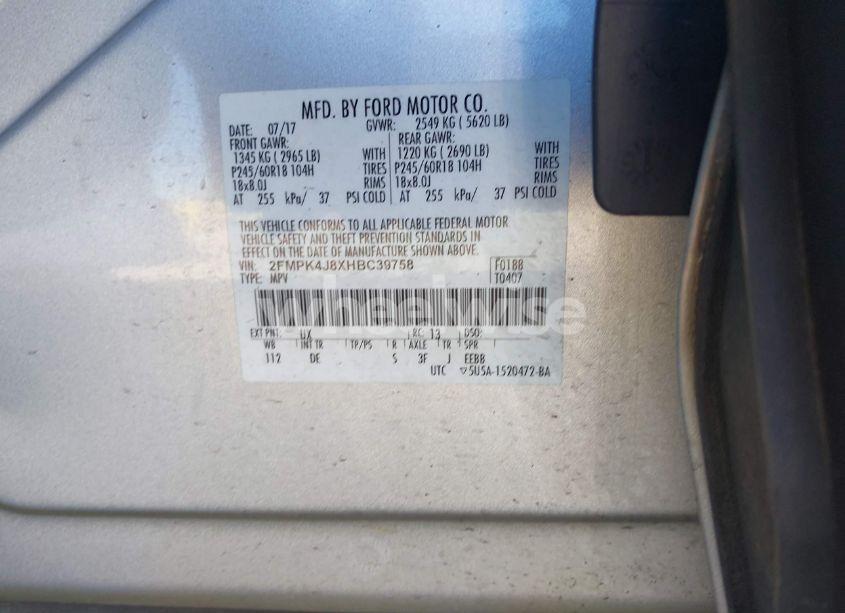 MFD. BY FORD MOTOR CO.
DATE: 07/17 GVWR: 2549 KG ( 5620 LB)
FRONT GAWR: REAR GAWR:
1345 KG ( 2965 LB) WITH 1220 KG ( 2690 LB) WITH
P245/60R18 104H TIRES P245/60R18 104H TIRES
18x8.0J RIMS 18x8.0J RIMS
AT 255 kPa/ 37 PSI COLD AT 255 kPa/ 37 PSI COLD
THIS VEHICLE CONFORMS TO ALL APPLICABLE FEDERAL MOTOR
VEHICLE SAFETY AND THEFT PREVENTION STANDARDS IN
EFFECT ON THE DATE OF MANUFACTURE SHOWN ABOVE.
VIN: 2FMPK4J8XHBC39758 F0188
TYPE: MPV T0407
Wheelwise
EXT PNT: UX RC: 13 DSO:
WB INT TR TP/PS R AXLE TR SPR
112 DE S 3F J EEBB
UTC ▽5U5A-1520472-BA